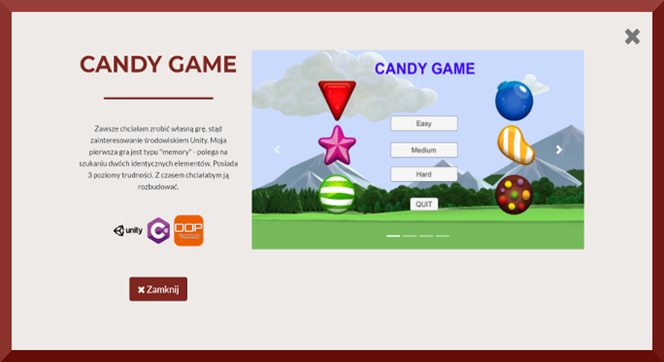 CANDY GAME
Zawsze chciałam zrobić własną grę, stąd
zainteresowanie środowiskiem Unity. Moja
pierwsza gra jest typu "memory" - polega na
szukaniu dwóch identycznych elementów. Posiada
3 poziomy trudności. Z czasem chciałabym ją
rozbudować.
unity
C#
OOP
Zamknij
CANDY GAME
Easy
Medium
Hard
QUIT